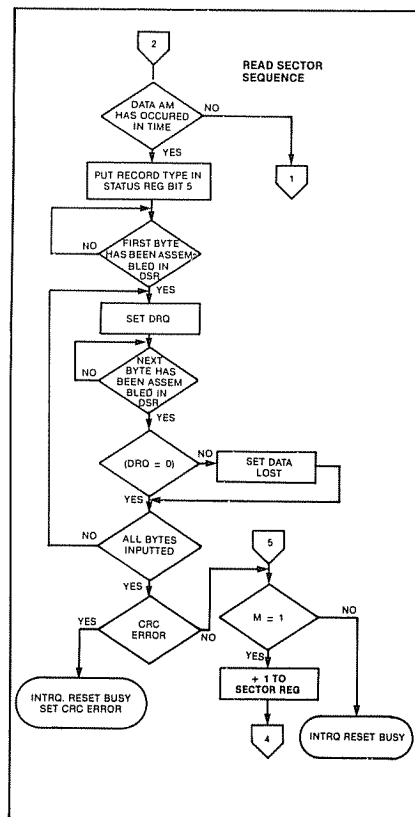 2
READ SECTOR
SEQUENCE
DATA AM
HAS OCCURED
IN TIME
NO
YES
1
PUT RECORD TYPE IN
STATUS REG BIT 5
NO
FIRST BYTE
HAS BEEN ASSEM-
BLED IN
DSR
YES
SET DRQ
NO
NEXT
BYTE HAS
BEEN ASSEM
BLED IN
DSR
YES
(DRQ = 0)
NO
SET DATA
LOST
YES
NO
ALL BYTES
INPUTTED
5
YES
YES
CRC
ERROR
NO
M = 1
NO
YES
INTRQ. RESET BUSY
SET CRC ERROR
+ 1 TO
SECTOR REG
4
INTRQ RESET BUSY